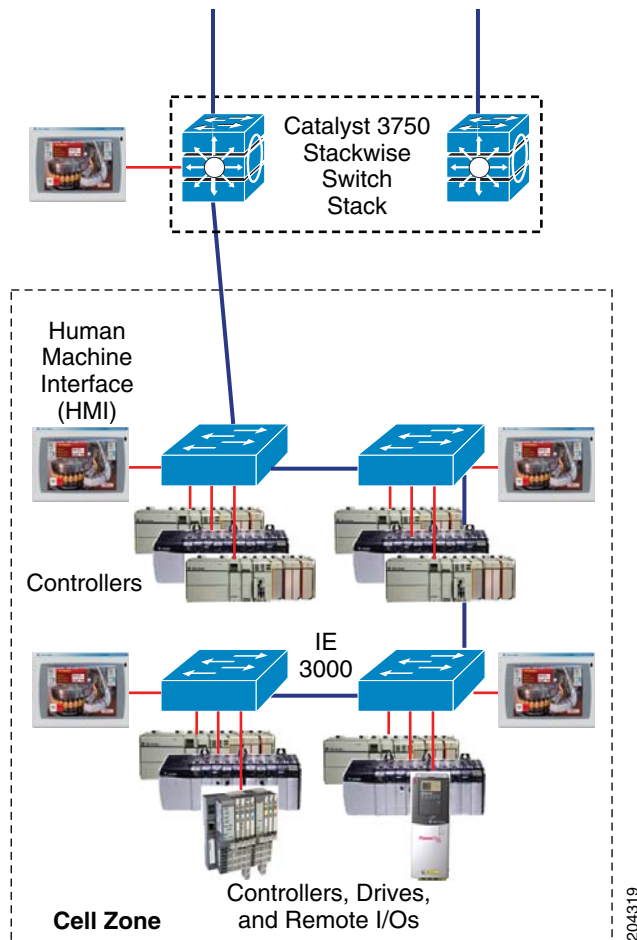 Catalyst 3750
Stackwise
Switch
Stack
Human
Machine
Interface
(HMI)
Controllers
IE
3000
Controllers, Drives,
and Remote I/Os
Cell Zone
204319